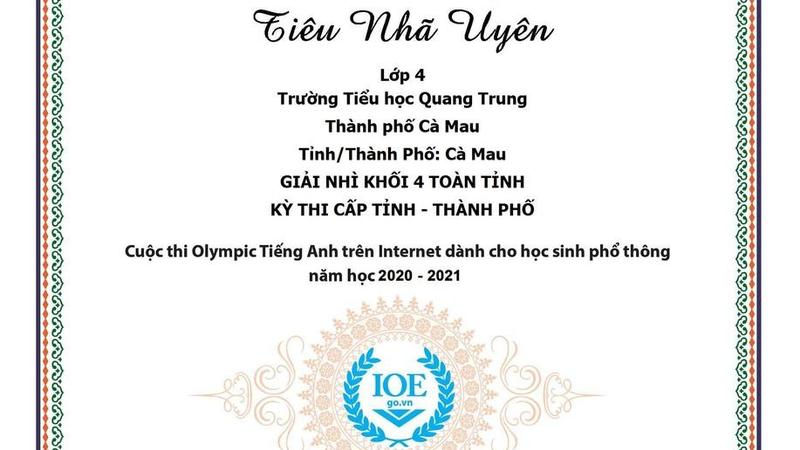 Tiêu Nhã Uyên
Lớp 4
Trường Tiểu học Quang Trung
Thành phố Cà Mau
Tỉnh/Thành Phố: Cà Mau
GIẢI NHÌ KHỐI 4 TOÀN TỈNH
KỲ THI CẤP TỈNH - THÀNH PHỐ
Cuộc thi Olympic Tiếng Anh trên Internet dành cho học sinh phổ thông
năm học 2020 - 2021
IOE
go.vn